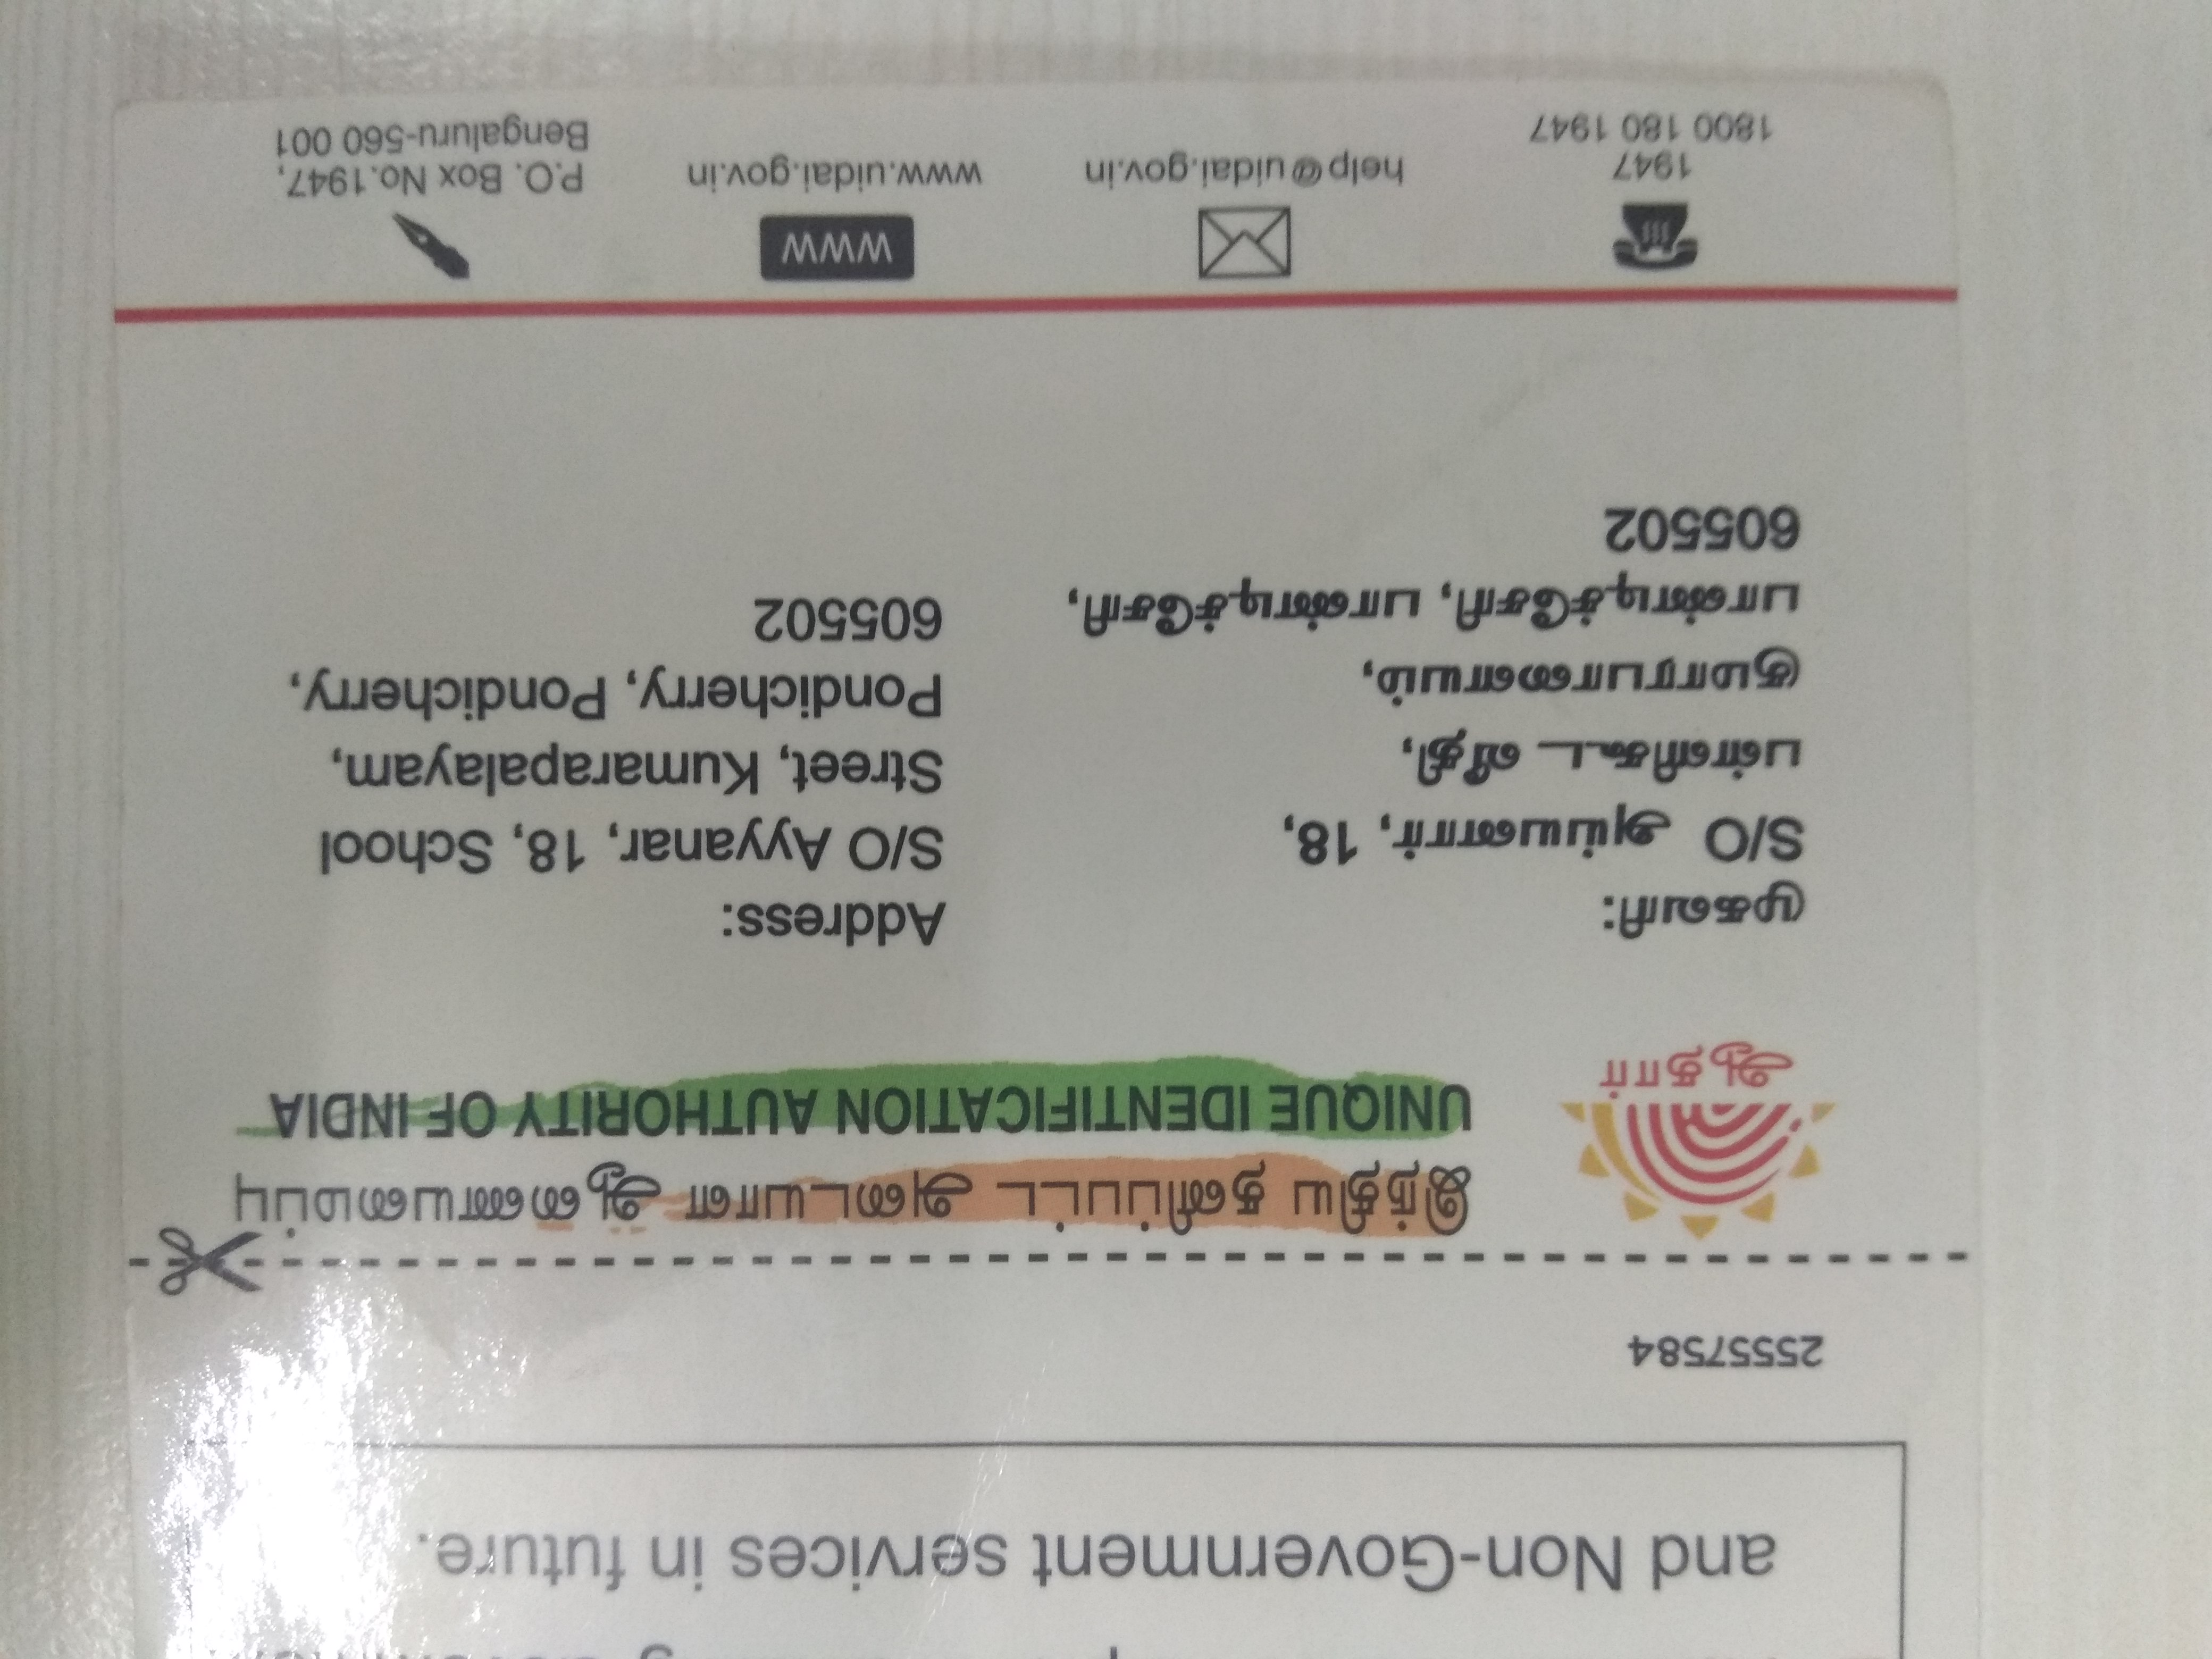 and Non-Government services in future.
25557584
இந்திய தனிப்பட்ட அடையாள ஆணையமைப்பு
UNIQUE IDENTIFICATION AUTHORITY OF INDIA
ஆதார்
முகவரி:
S/O அய்யனார், 18,
பள்ளிகூட வீதி,
குமாரபாளையம்,
பாண்டிச்சேரி, பாண்டிச்சேரி,
605502
Address:
S/O Ayyanar, 18, School
Street, Kumarapalayam,
Pondicherry, Pondicherry,
605502
1947
1800 180 1947
help@uidai.gov.in
WWW
www.uidai.gov.in
P.O. Box No.1947,
Bengaluru-560 001